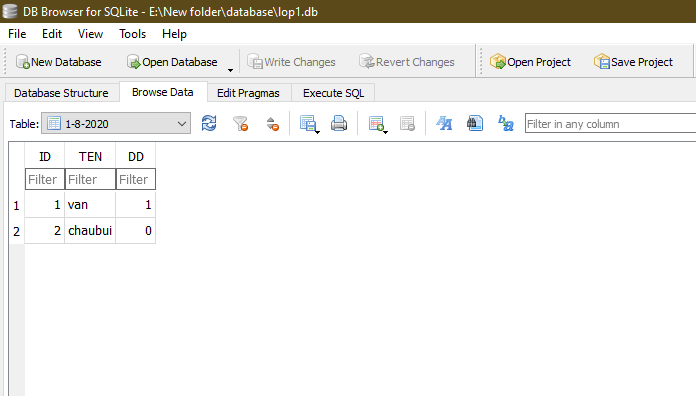 DB Browser for SQLite - E:\New folder\database\lop1.db
File Edit View Tools Help
New Database Open Database Write Changes Revert Changes Open Project Save Project
Database Structure Browse Data Edit Pragmas Execute SQL
Table: 1-8-2020 Filter in any column
ID TEN DD
Filter Filter Filter
1 1 van 1
2 2 chaubui 0